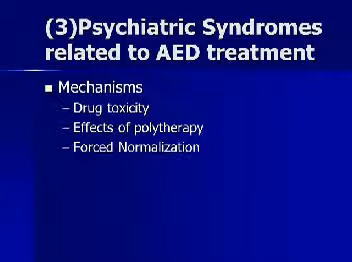 (3)Psychiatric Syndromes
related to AED treatment
Mechanisms
– Drug toxicity
– Effects of polytherapy
– Forced Normalization